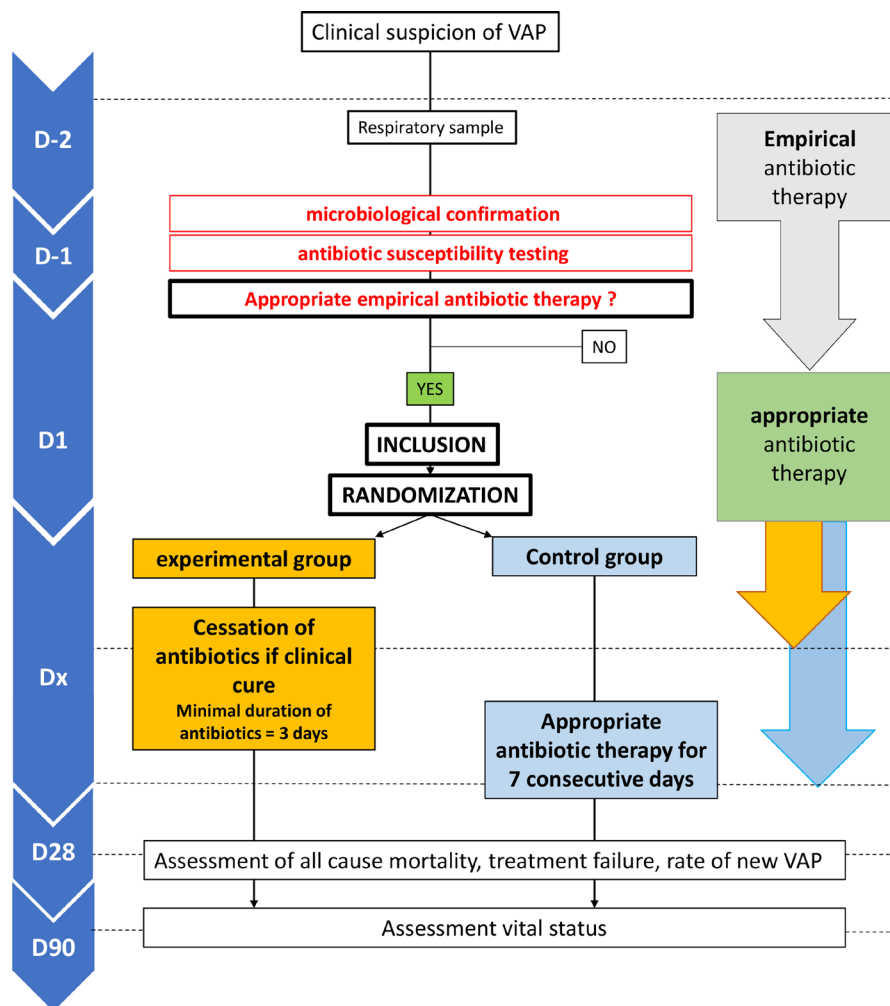 Clinical suspicion of VAP
D-2
Respiratory sample
Empirical
antibiotic
therapy
microbiological confirmation
D-1
antibiotic susceptibility testing
Appropriate empirical antibiotic therapy ?
NO
YES
D1
appropriate
antibiotic
therapy
INCLUSION
RANDOMIZATION
experimental group
Control group
Cessation of
antibiotics if clinical
cure
Minimal duration of
antibiotics = 3 days
Dx
Appropriate
antibiotic therapy for
7 consecutive days
D28
Assessment of all cause mortality, treatment failure, rate of new VAP
Assessment vital status
D90